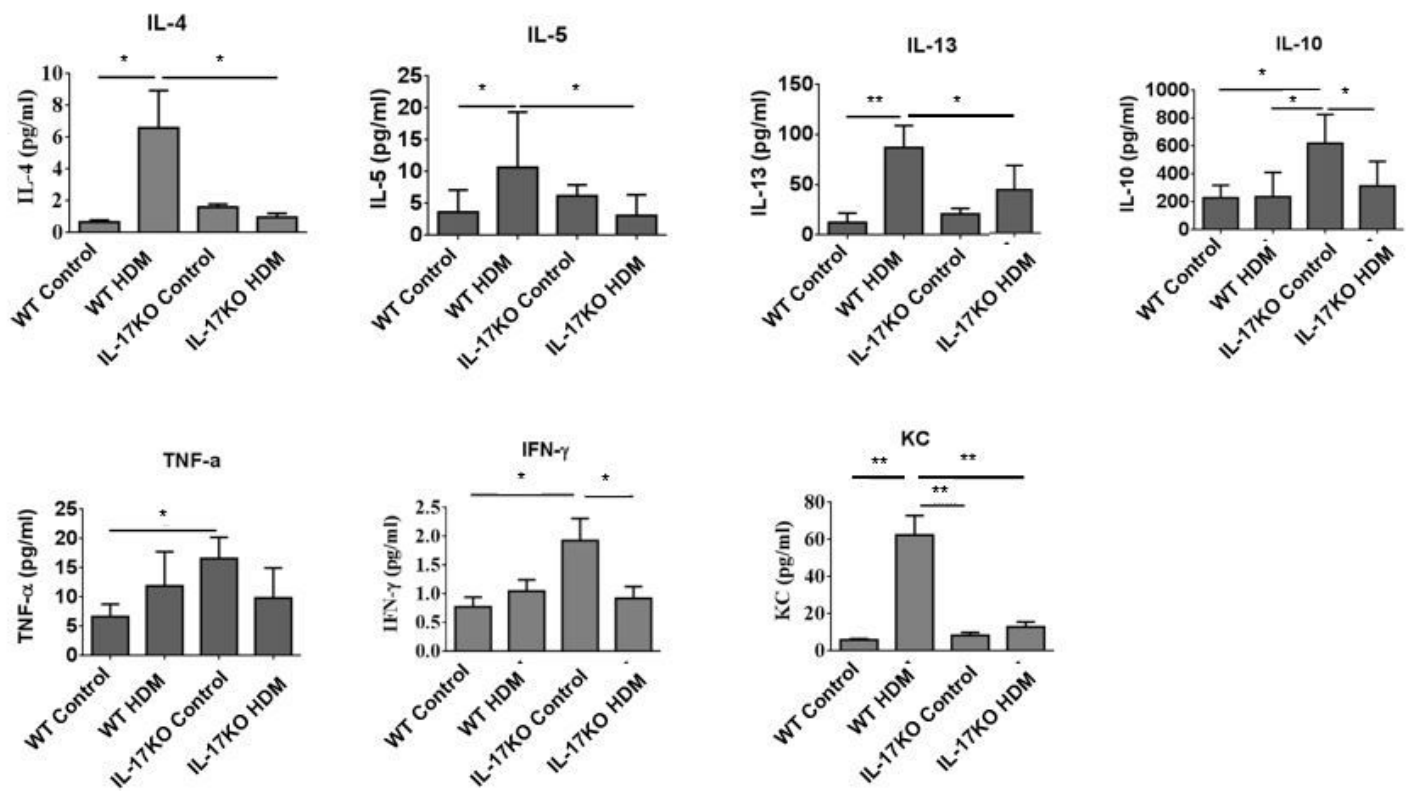 IL-4
*
*
IL-4 (pg/ml)
10
8
6
4
2
0
WT Control
WT HDM
IL-17KO Control
IL-17KO HDM
IL-5
*
*
IL-5 (pg/ml)
25
20
15
10
5
0
WT Control
WT HDM
IL-17KO Control
IL-17KO HDM
IL-13
**
*
IL-13 (pg/ml)
150
100
50
0
WT Control
WT HDM
IL-17KO Control
IL-17KO HDM
IL-10
*
*
*
IL-10 (pg/ml)
1000
800
600
400
200
0
WT Control
WT HDM
IL-17KO Control
IL-17KO HDM
TNF-a
*
TNF-α (pg/ml)
25
20
15
10
5
0
WT Control
WT HDM
IL-17KO Control
IL-17KO HDM
IFN-γ
*
*
IFN-γ (pg/ml)
2.5
2.0
1.5
1.0
0.5
0.0
WT Control
WT HDM
IL-17KO Control
IL-17KO HDM
KC
**
**
**
KC (pg/ml)
80
60
40
20
0
WT Control
WT HDM
IL-17KO Control
IL-17KO HDM